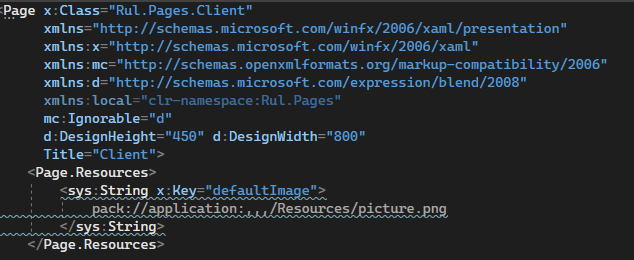 <Page x:Class="Rul.Pages.Client"
xmlns="http://schemas.microsoft.com/winfx/2006/xaml/presentation"
xmlns:x="http://schemas.microsoft.com/winfx/2006/xaml"
xmlns:mc="http://schemas.openxmlformats.org/markup-compatibility/2006"
xmlns:d="http://schemas.microsoft.com/expression/blend/2008"
xmlns:local="clr-namespace:Rul.Pages"
mc:Ignorable="d"
d:DesignHeight="450" d:DesignWidth="800"
Title="Client">
<Page.Resources>
<sys:String x:Key="defaultImage">
pack://application:,,,/Resources/picture.png
</sys:String>
</Page.Resources>